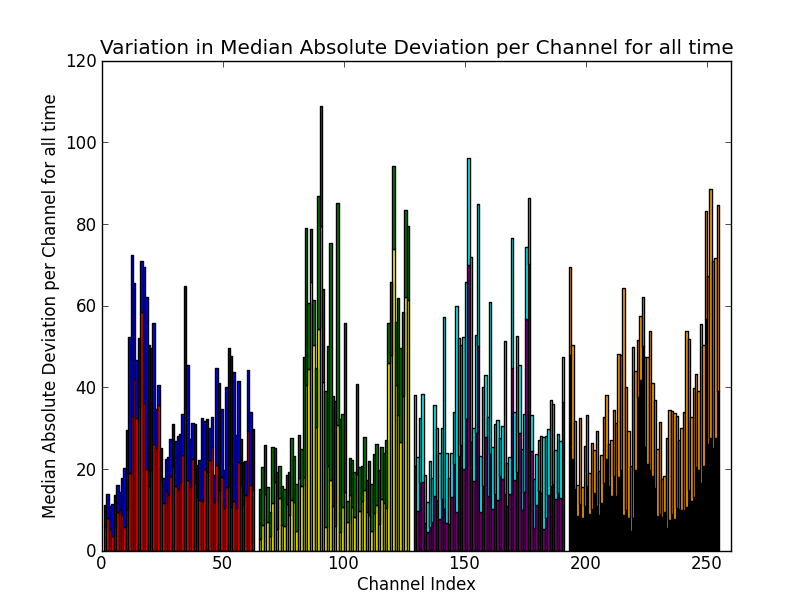 Variation in Median Absolute Deviation per Channel for all time
Median Absolute Deviation per Channel for all time
120
100
80
60
40
20
0
0 50 100 150 200 250
Channel Index